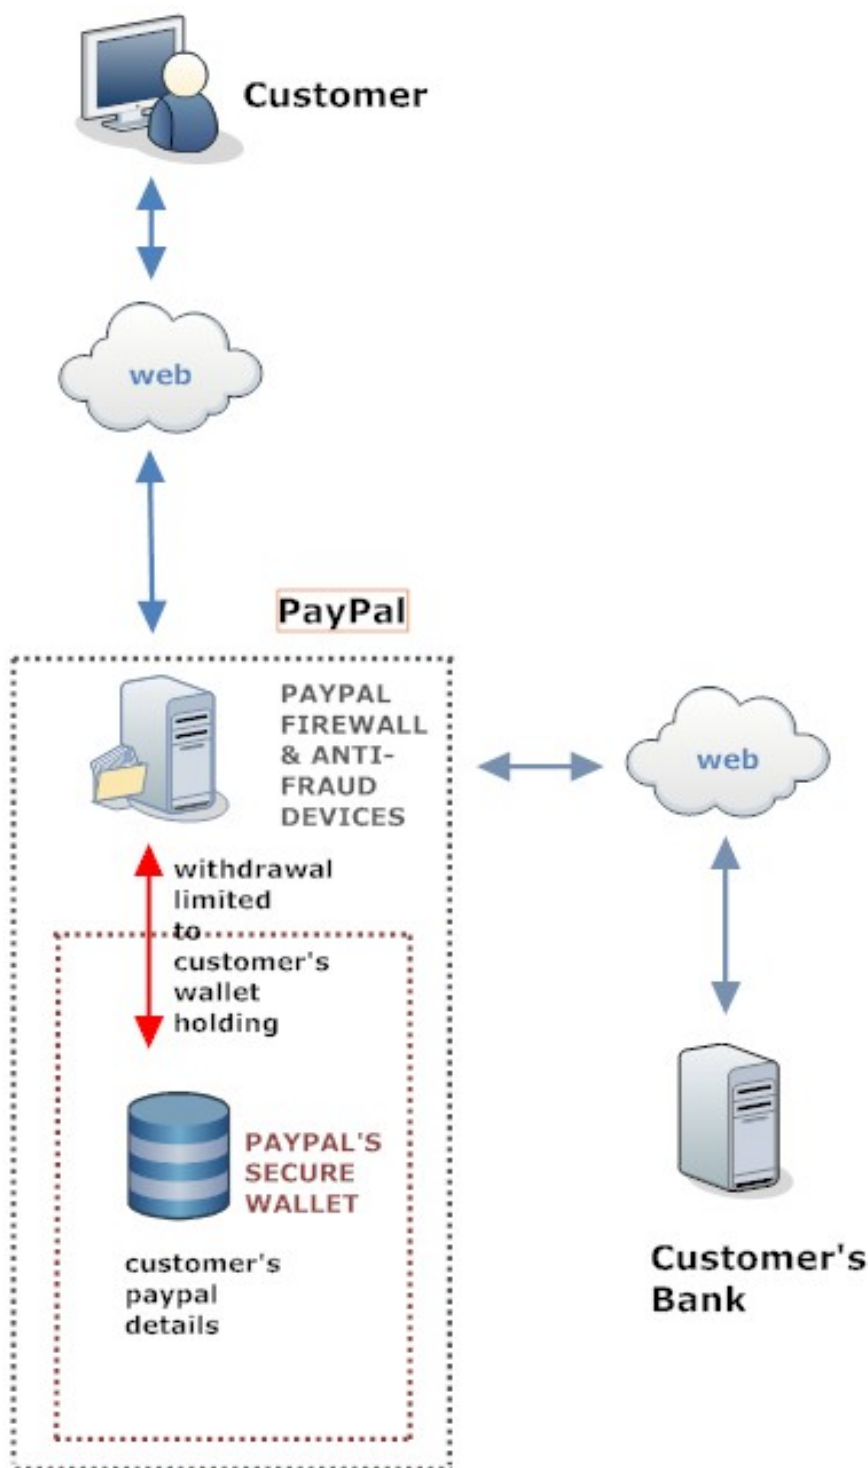 Customer
web
PayPal
PAYPAL
FIREWALL
& ANTI-
FRAUD
DEVICES
web
withdrawal
limited
to
customer's
wallet
holding
PAYPAL'S
SECURE
WALLET
customer's
paypal
details
Customer's
Bank